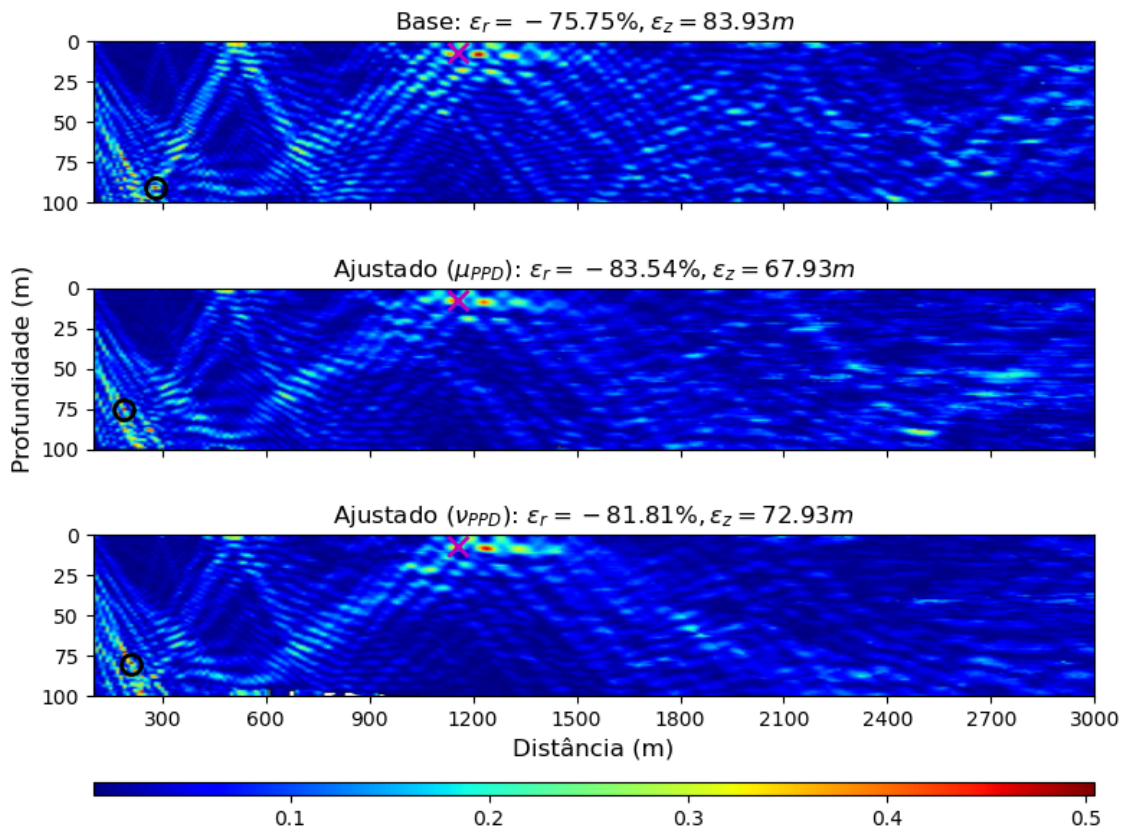 Base: εr = −75.75%, εz = 83.93m
0
25
50
75
100
Ajustado (μPPD): εr = −83.54%, εz = 67.93m
0
25
50
75
100
Profundidade (m)
Ajustado (νPPD): εr = −81.81%, εz = 72.93m
0
25
50
75
100
300 600 900 1200 1500 1800 2100 2400 2700 3000
Distância (m)
0.1 0.2 0.3 0.4 0.5